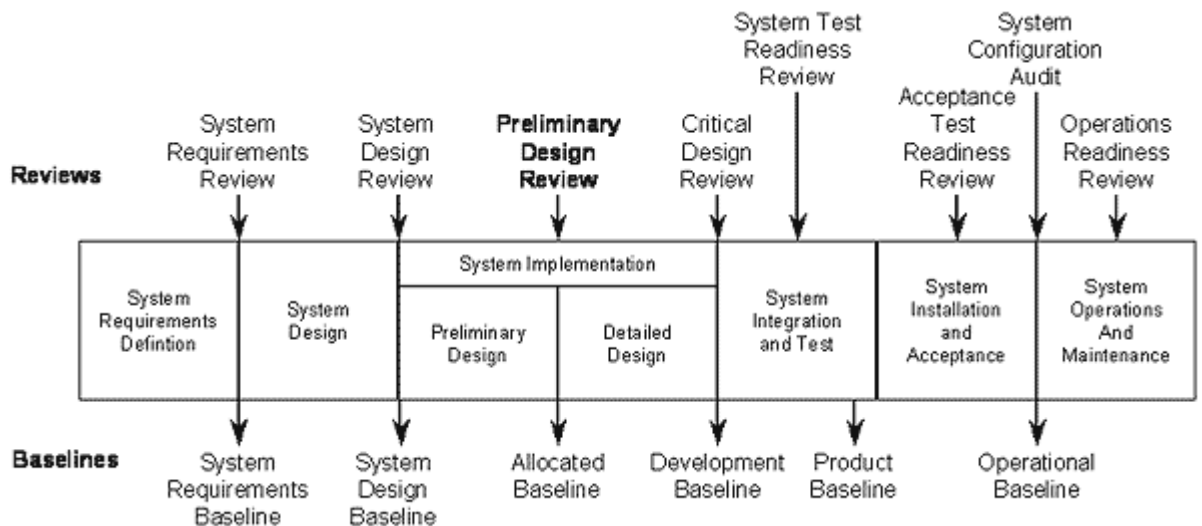 System Test
Readiness
Review
System
Configuration
Audit
Reviews
System
Requirements
Review
System
Design
Review
Preliminary
Design
Review
Critical
Design
Review
Acceptance
Test
Readiness
Review
Operations
Readiness
Review
System
Requirements
Defintion
System
Design
System Implementation
Preliminary
Design
Detailed
Design
System
Integration
and Test
System
Installation
and
Acceptance
System
Operations
And
Maintenance
Baselines
System
Requirements
Baseline
System
Design
Baseline
Allocated
Baseline
Development
Baseline
Product
Baseline
Operational
Baseline